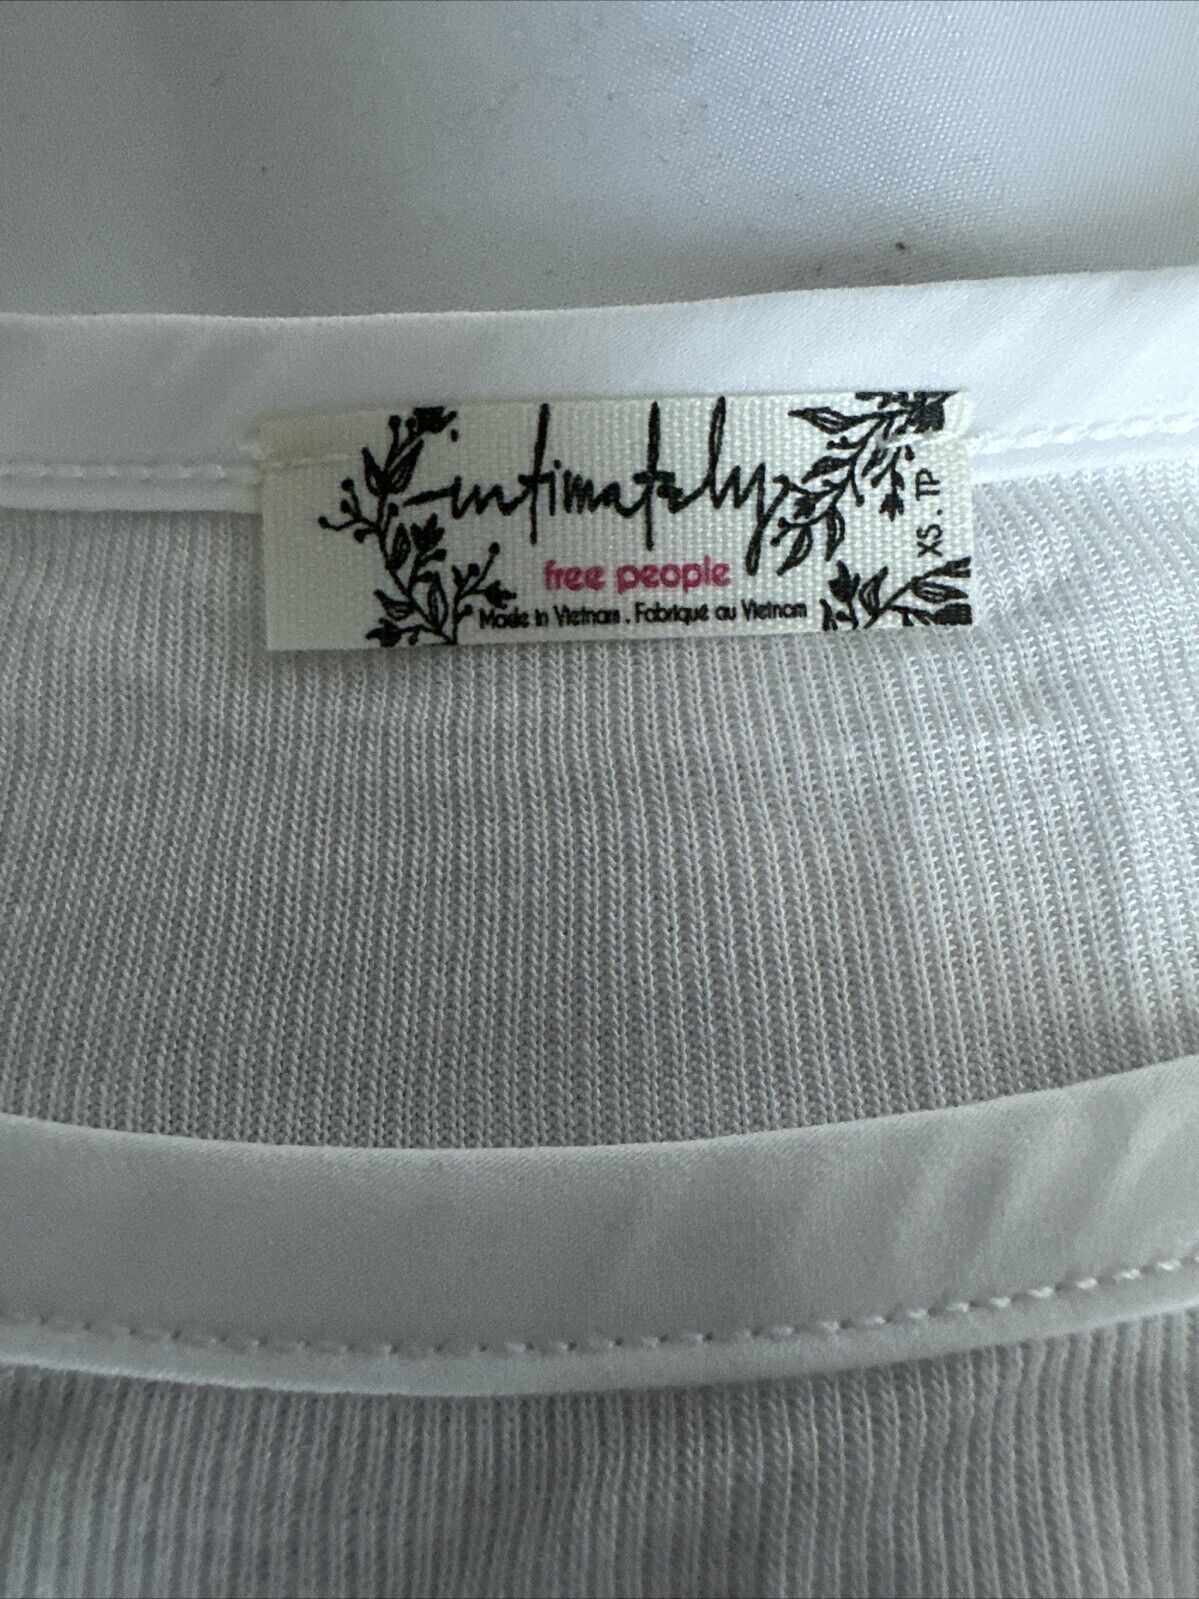 intimately
free people
Made in Vietnam . Fabriqué au Vietnam
XS . TP